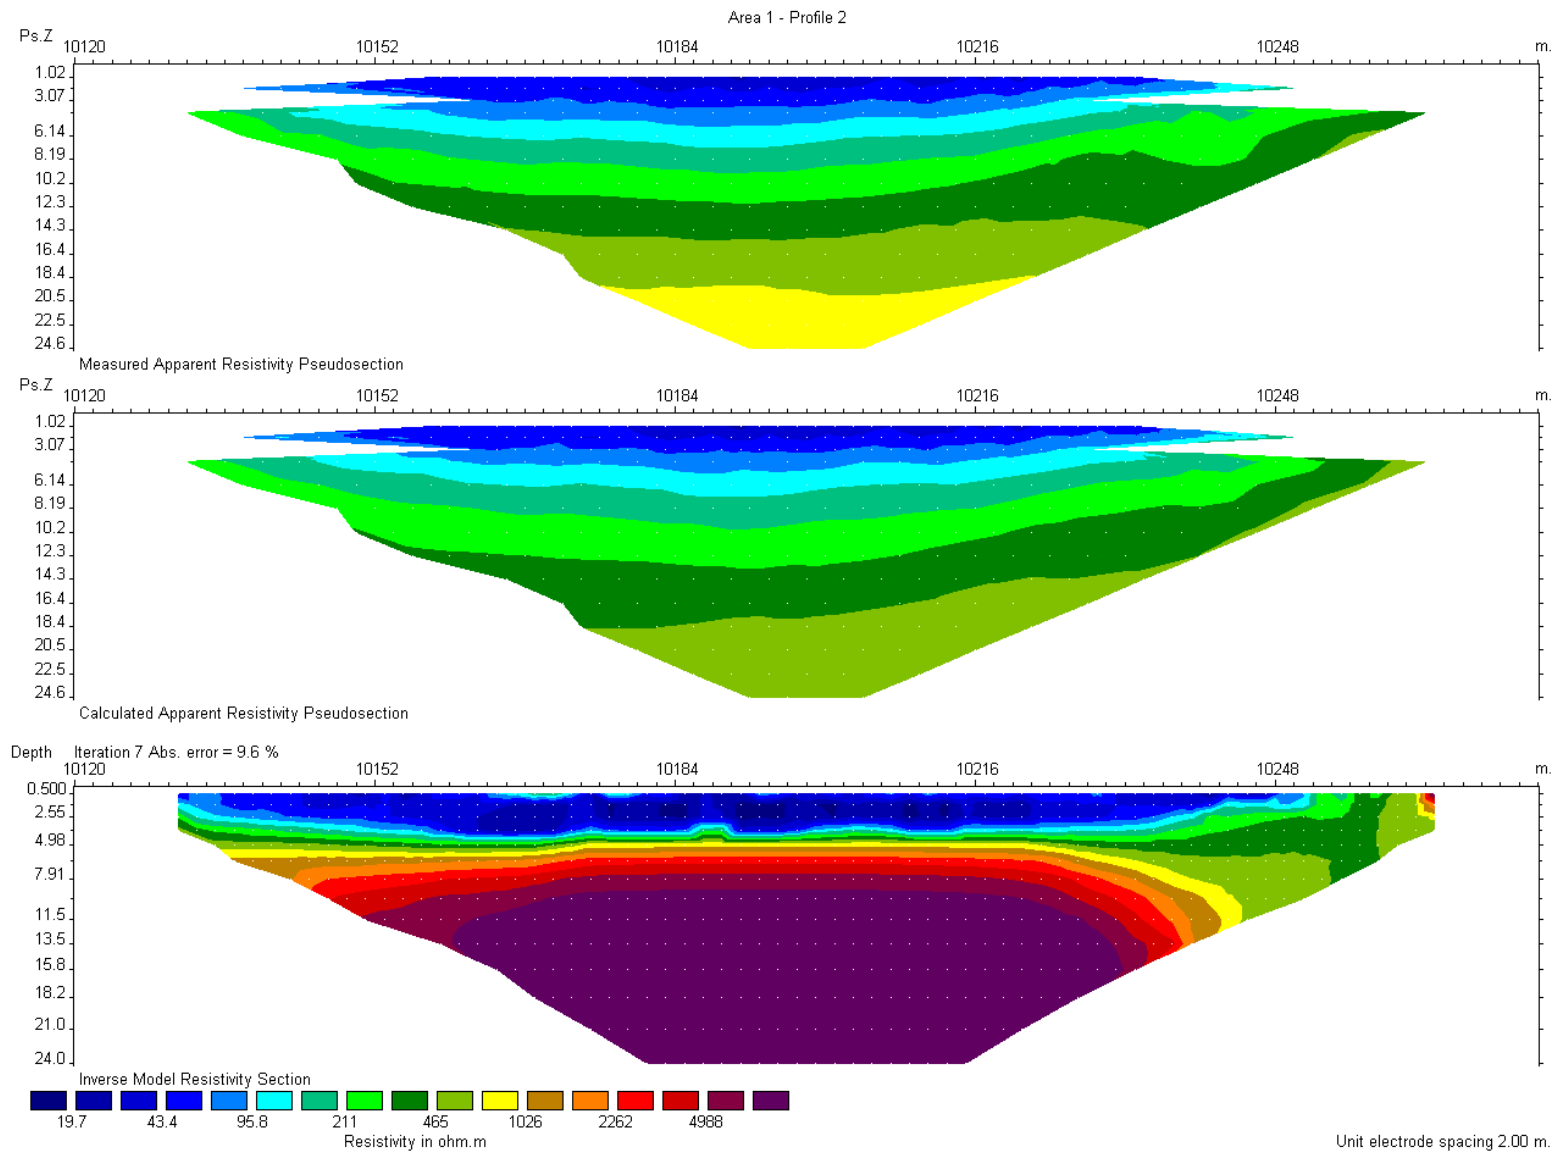 Area 1 - Profile 2
Ps.Z
10120 10152 10184 10216 10248 m.
1.02
3.07
6.14
8.19
10.2
12.3
14.3
16.4
18.4
20.5
22.5
24.6
Measured Apparent Resistivity Pseudosection
Ps.Z
10120 10152 10184 10216 10248 m.
1.02
3.07
6.14
8.19
10.2
12.3
14.3
16.4
18.4
20.5
22.5
24.6
Calculated Apparent Resistivity Pseudosection
Depth Iteration 7 Abs. error = 9.6 %
10120 10152 10184 10216 10248 m.
0.500
2.55
4.98
7.91
11.5
13.5
15.8
18.2
21.0
24.0
Inverse Model Resistivity Section
19.7 43.4 95.8 211 465 1026 2262 4988
Resistivity in ohm.m
Unit electrode spacing 2.00 m.